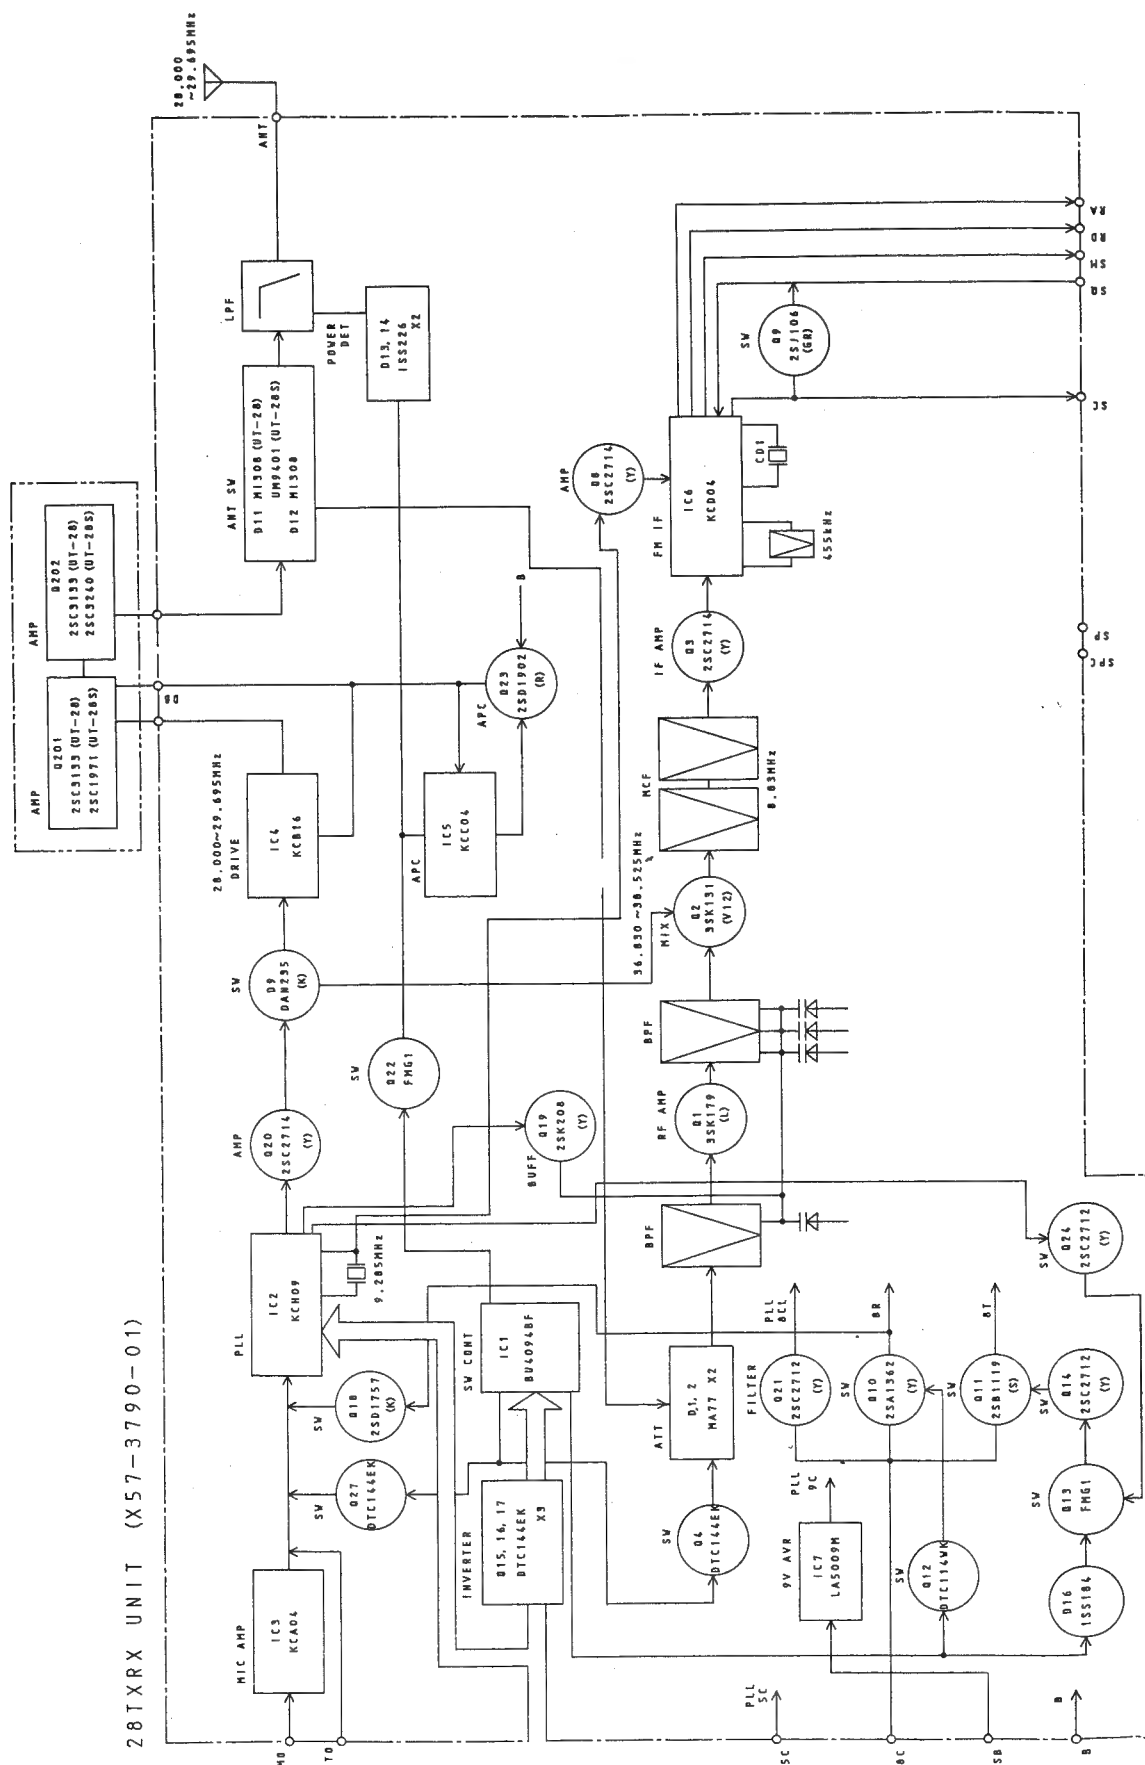 28TXRX UNIT (X57-3790-01)
MIC AMP
IC3
KCA04
MO
TO
SW
Q27
DTC144EK
SW
Q18
2SD1757
(K)
PLL
IC2
KCH09
9.285MHz
AMP
Q20
2SC2714
(Y)
SW
D9
DAN235
(K)
28.000~29.695MHz
DRIVE
IC4
KCB16
AMP
Q201
2SC3133 (UT-28)
2SC1971 (UT-28S)
AMP
Q202
2SC3133 (UT-28)
2SC3240 (UT-28S)
DB
ANT SW
D11 MI308 (UT-28)
UM9401 (UT-28S)
D12 MI308
LPF
ANT
28.000
~29.695MHz
POWER
DET
D13, 14
1SS226
X2
INVERTER
Q15, 16, 17
DTC144EK
X3
SW CONT
IC1
BU4094BF
SW
Q22
FMG1
BUFF
Q19
2SK208
(Y)
APC
IC5
KCC04
APC
Q23
2SD1902
(R)
B
SW
Q4
DTC144EK
ATT
D1, 2
MA77 X2
BPF
RF AMP
Q1
3SK179
(L)
BPF
36.830~38.525MHz
MIX
Q2
3SK131
(V12)
MCF
8.83MHz
IF AMP
Q3
2SC2714
(Y)
AMP
Q8
2SC2714
(Y)
FM IF
IC6
KCD04
455kHz
CD1
SW
Q9
2SJ106
(GR)
RA
RD
SM
SQ
SC
SP
SPC
PLL
5C
5C
8C
SB
B
B
9V AVR
IC7
LA5009M
PLL
9C
SW
Q12
DTC114WK
FILTER
Q21
2SC2712
(Y)
PLL
8CL
SW
Q10
2SA1362
(Y)
8R
SW
Q11
2SB1119
(S)
8T
D16
1SS184
SW
Q13
FMG1
SW
Q14
2SC2712
(Y)
SW
Q24
2SC2712
(Y)